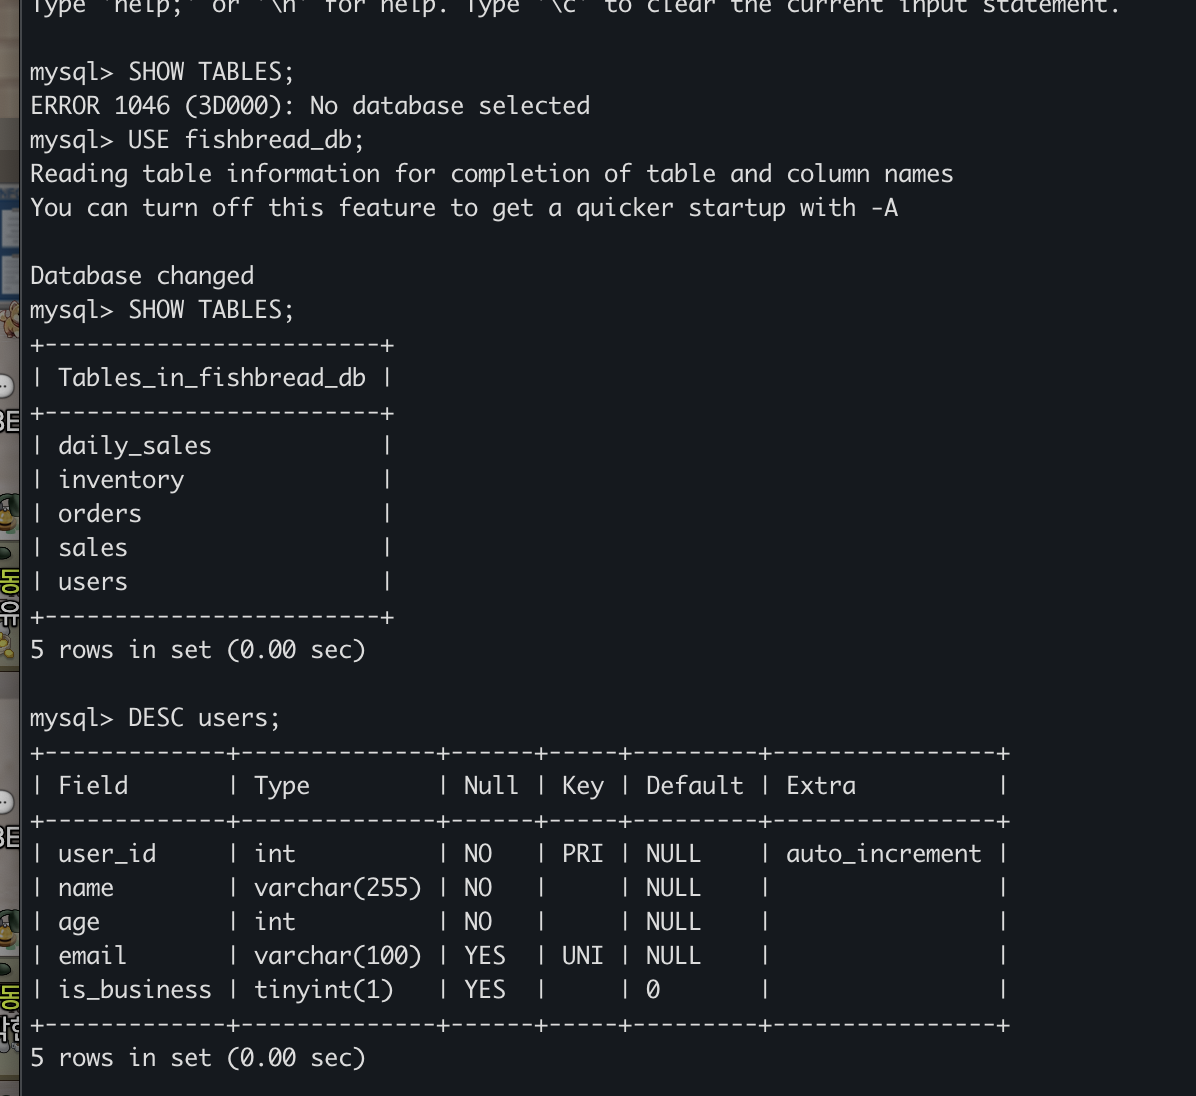 Type 'help;' or '\h' for help. Type '\c' to clear the current input statement.
mysql> SHOW TABLES;
ERROR 1046 (3D000): No database selected
mysql> USE fishbread_db;
Reading table information for completion of table and column names
You can turn off this feature to get a quicker startup with -A
Database changed
mysql> SHOW TABLES;
+------------------------+
| Tables_in_fishbread_db |
+------------------------+
| daily_sales            |
| inventory              |
| orders                 |
| sales                  |
| users                  |
+------------------------+
5 rows in set (0.00 sec)
mysql> DESC users;
+-------------+--------------+------+-----+---------+----------------+
| Field       | Type         | Null | Key | Default | Extra          |
+-------------+--------------+------+-----+---------+----------------+
| user_id     | int          | NO   | PRI | NULL    | auto_increment |
| name        | varchar(255) | NO   |     | NULL    |                |
| age         | int          | NO   |     | NULL    |                |
| email       | varchar(100) | YES  | UNI | NULL    |                |
| is_business | tinyint(1)   | YES  |     | 0       |                |
+-------------+--------------+------+-----+---------+----------------+
5 rows in set (0.00 sec)